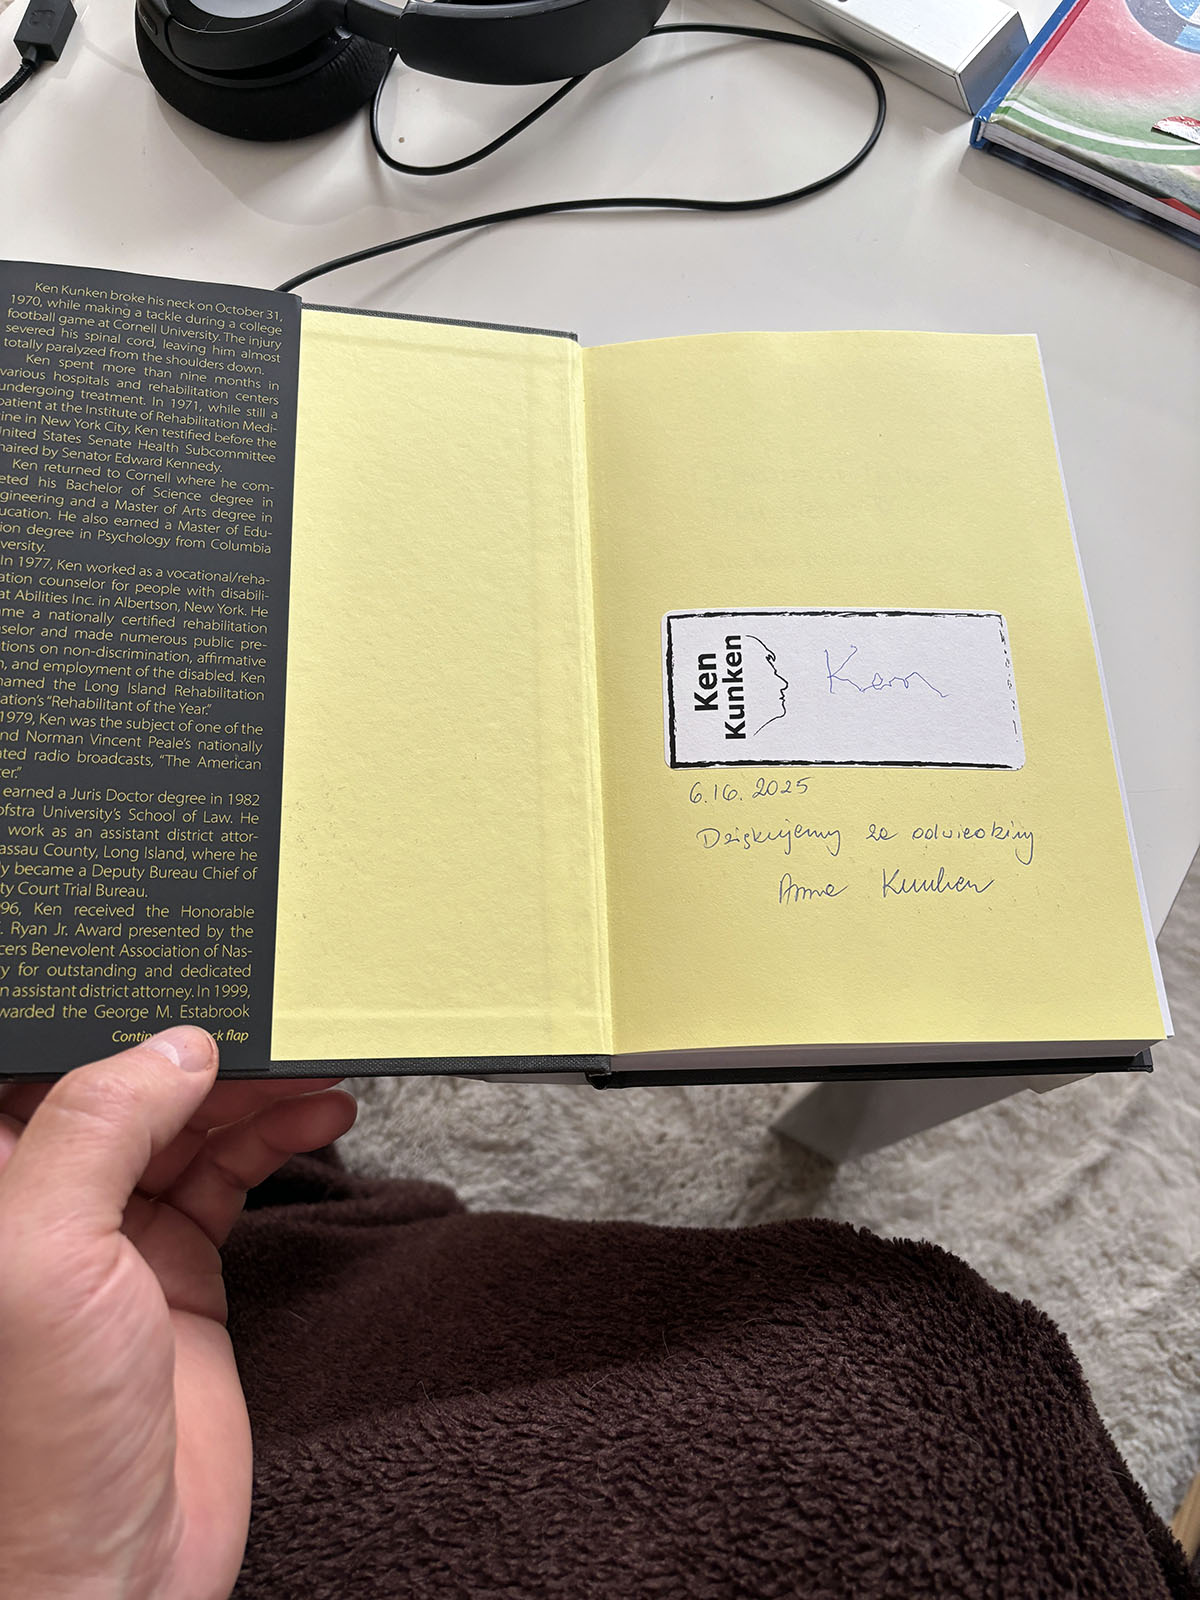 Ken Kunken broke his neck on October 31,
1970, while making a tackle during a college
football game at Cornell University. The injury
severed his spinal cord, leaving him almost
totally paralyzed from the shoulders down.
Ken spent more than nine months in
various hospitals and rehabilitation centers
undergoing treatment. In 1971, while still a
patient at the Institute of Rehabilitation Medi-
ine in New York City, Ken testified before the
nited States Senate Health Subcommittee
haired by Senator Edward Kennedy.
Ken returned to Cornell where he com-
eted his Bachelor of Science degree in
gineering and a Master of Arts degree in
ucation. He also earned a Master of Edu-
ion degree in Psychology from Columbia
versity.
In 1977, Ken worked as a vocational/reha-
ation counselor for people with disabili-
at Abilities Inc. in Albertson, New York. He
ame a nationally certified rehabilitation
selor and made numerous public pre-
tions on non-discrimination, affirmative
n, and employment of the disabled. Ken
named the Long Island Rehabilitation
ation's "Rehabilitant of the Year."
1979, Ken was the subject of one of the
nd Norman Vincent Peale's nationally
ated radio broadcasts, "The American
ter."
earned a Juris Doctor degree in 1982
ofstra University's School of Law. He
work as an assistant district attor-
assau County, Long Island, where he
ly became a Deputy Bureau Chief of
ty Court Trial Bureau.
96, Ken received the Honorable
. Ryan Jr. Award presented by the
cers Benevolent Association of Nas-
y for outstanding and dedicated
n assistant district attorney. In 1999,
warded the George M. Estabrook
Contin ck flap
Ken
Kunken
Ken
6.16.2025
Dziękujemy za odwiedziny
Anna Kunken